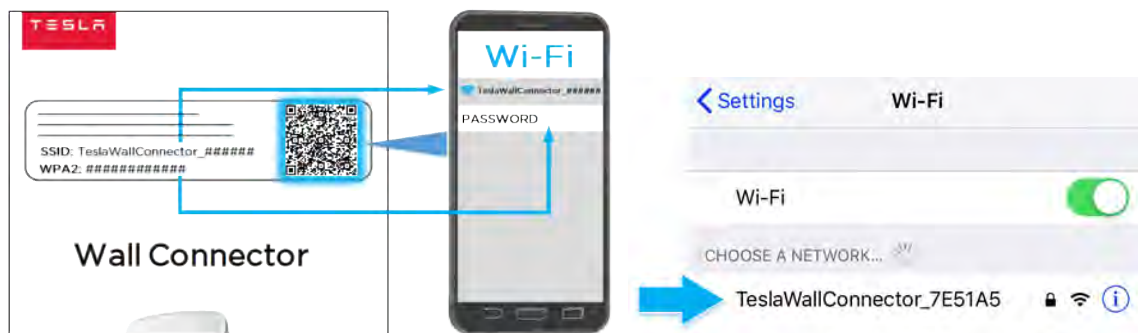 TESLA
SSID: TeslaWallConnector_######
WPA2: ############
Wall Connector
Wi-Fi
TeslaWallConnector_######
PASSWORD
Settings
Wi-Fi
Wi-Fi
CHOOSE A NETWORK...
TeslaWallConnector_7E51A5